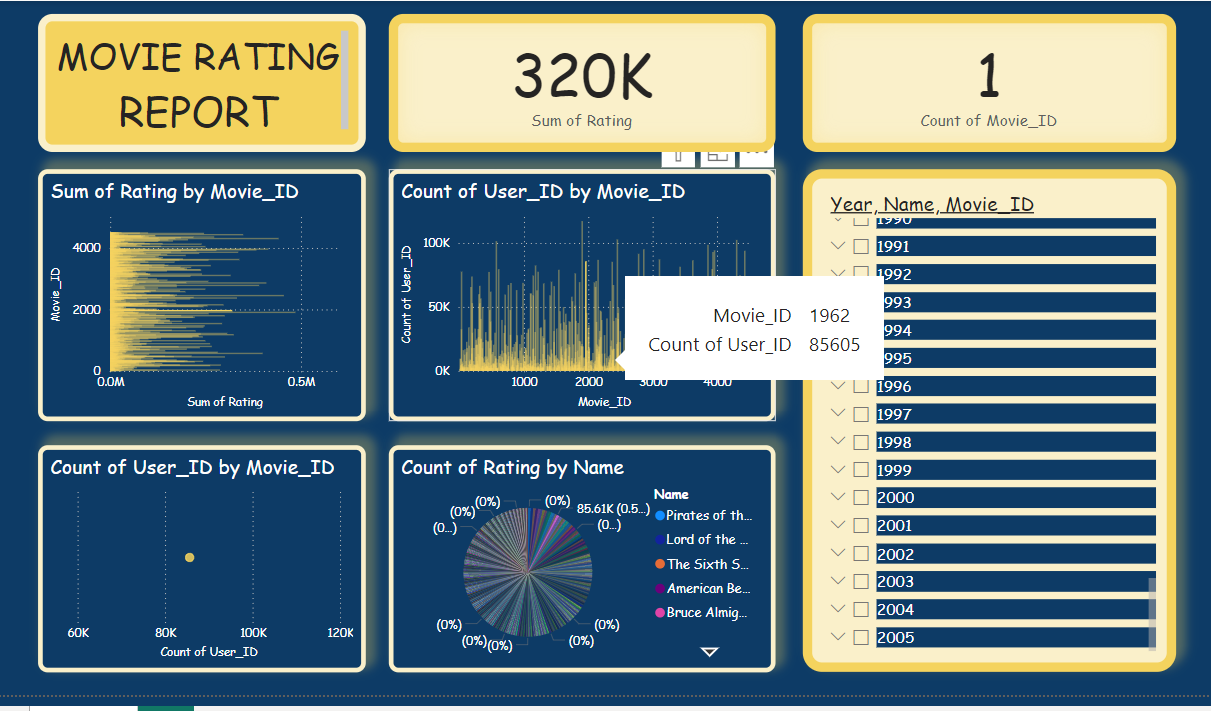 MOVIE RATING
REPORT
320K
Sum of Rating
1
Count of Movie_ID
Sum of Rating by Movie_ID
Movie_ID
4000
2000
0
0.0M
0.5M
Sum of Rating
Count of User_ID by Movie_ID
Count of User_ID
100K
50K
0K
1000
2000
3000
4000
Movie_ID
Movie_ID 1962
Count of User_ID 85605
Year, Name, Movie_ID
1990
1991
1992
1993
1994
1995
1996
1997
1998
1999
2000
2001
2002
2003
2004
2005
Count of User_ID by Movie_ID
60K
80K
100K
120K
Count of User_ID
Count of Rating by Name
(0%)
(0%)
85.61K (0.5...)
(0%)
(0...)
(0...)
(0%)
(0%)
(0%)
(0%)
(0%)
Name
Pirates of th...
Lord of the ...
The Sixth S...
American Be...
Bruce Almig...